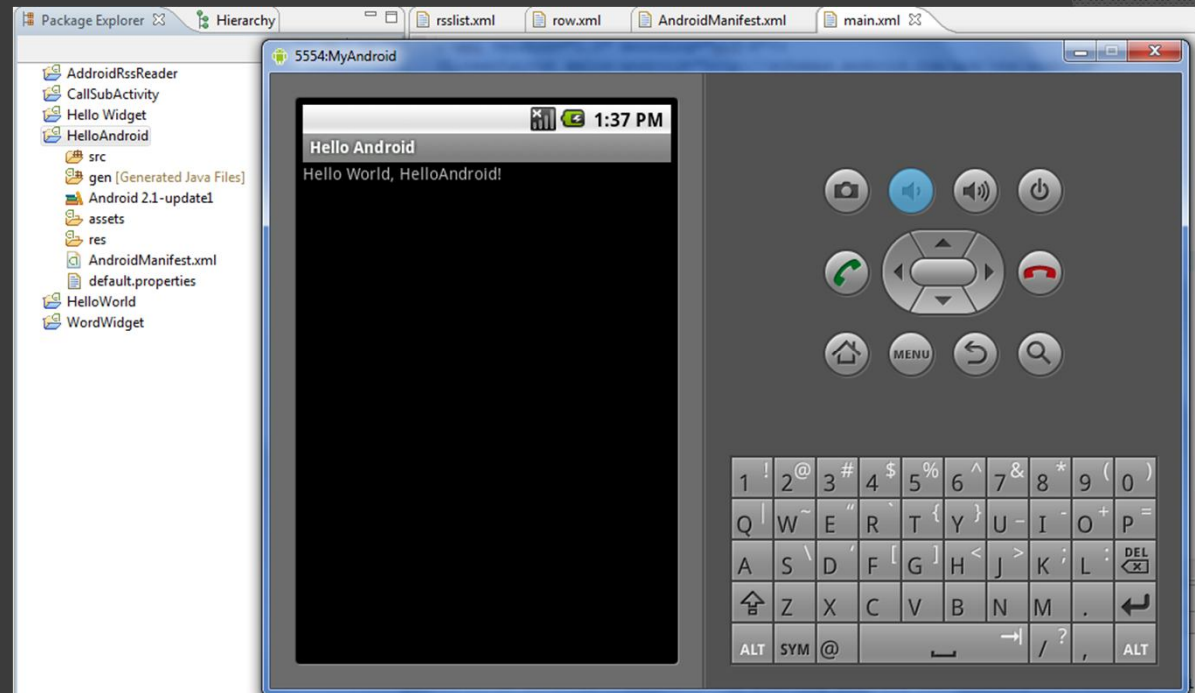 Package Explorer
Hierarchy
rsslist.xml
row.xml
AndroidManifest.xml
main.xml
5554:MyAndroid
AddroidRssReader
CallSubActivity
Hello Widget
HelloAndroid
src
gen [Generated Java Files]
Android 2.1-update1
assets
res
AndroidManifest.xml
default.properties
HelloWorld
WordWidget
1:37 PM
Hello Android
Hello World, HelloAndroid!
MENU
1 ! 2 @ 3 # 4 $ 5 % 6 ^ 7 & 8 * 9 ( 0 )
Q | W ~ E “ R ` T { Y } U _ I - O + P =
A S \ D ´ F [ G ] H < J > K ; L : DEL
Z X C V B N M .
ALT SYM @ / ? , ALT